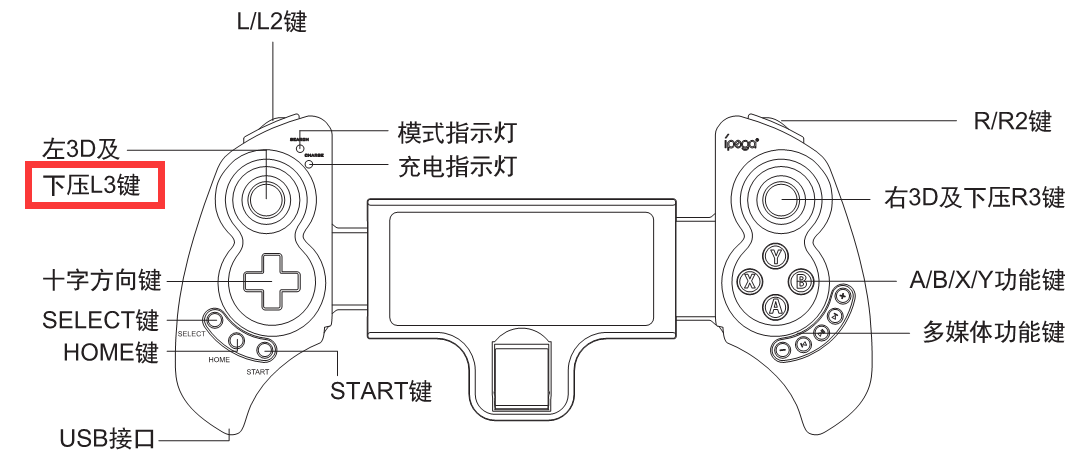 L/L2键
左3D及
下压L3键
SEARCH
模式指示灯
CHARGE
充电指示灯
ípega
R/R2键
右3D及下压R3键
十字方向键
Y
X
B
A
A/B/X/Y功能键
SELECT键
SELECT
HOME键
HOME
START
START键
多媒体功能键
USB接口